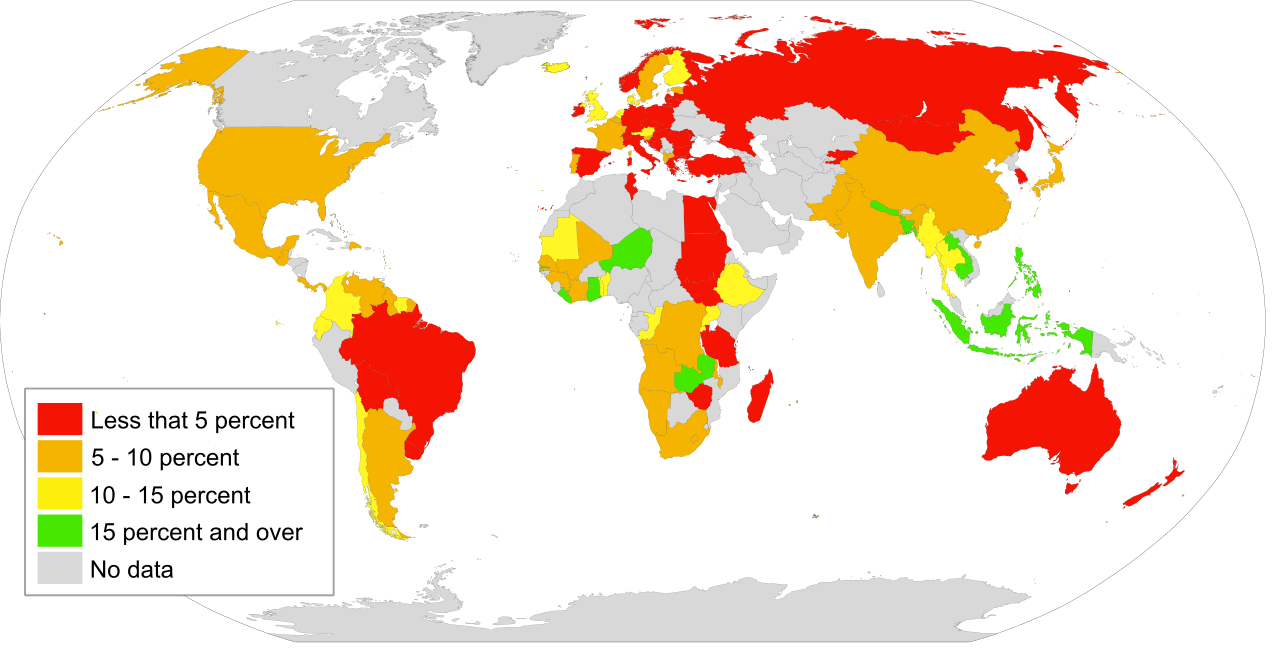 Less that 5 percent
5 - 10 percent
10 - 15 percent
15 percent and over
No data